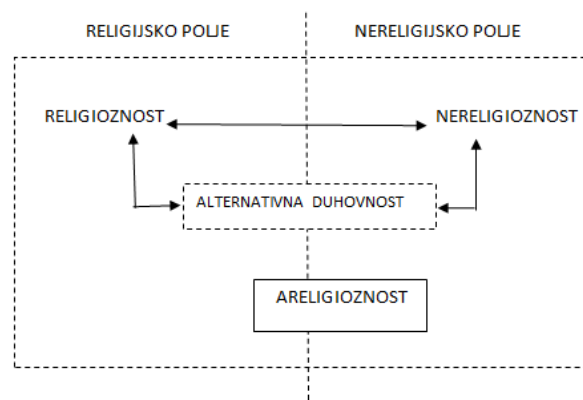 RELIGIJSKO POLJE
NERELIGIJSKO POLJE
RELIGIOZNOST
NERELIGIOZNOST
ALTERNATIVNA DUHOVNOST
ARELIGIOZNOST